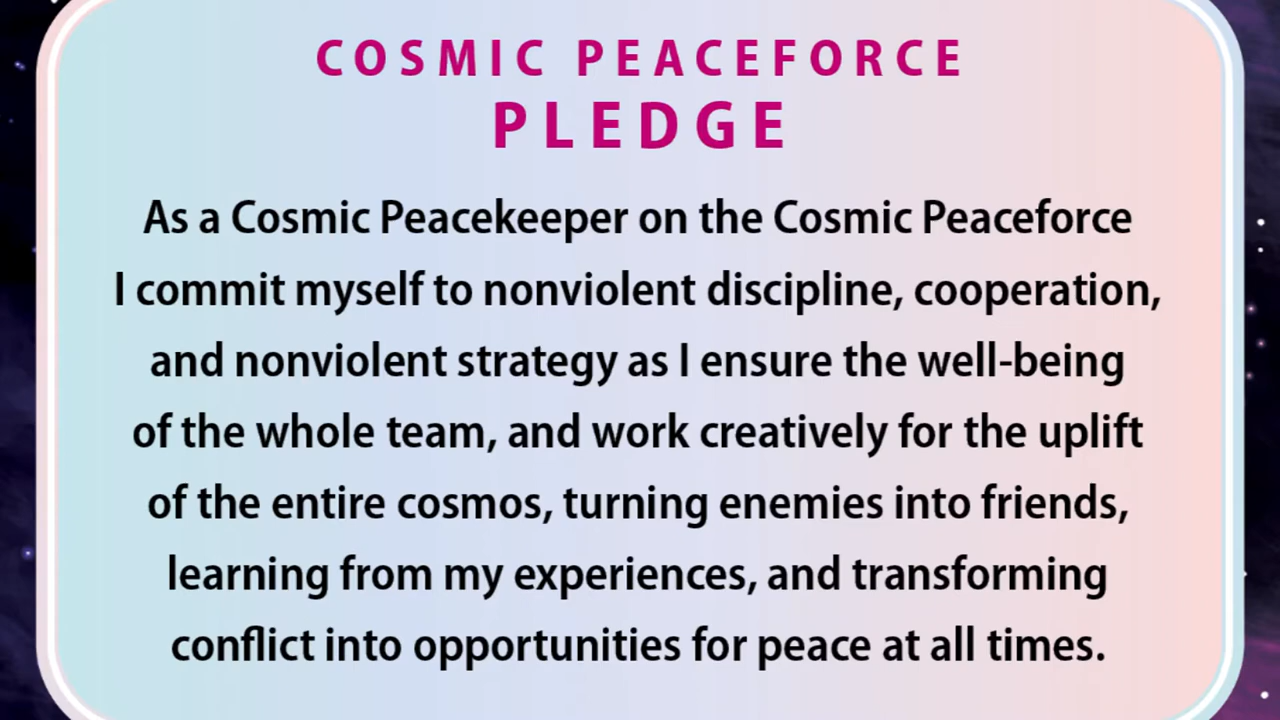 COSMIC PEACEFORCE
PLEDGE
As a Cosmic Peacekeeper on the Cosmic Peaceforce
I commit myself to nonviolent discipline, cooperation,
and nonviolent strategy as I ensure the well-being
of the whole team, and work creatively for the uplift
of the entire cosmos, turning enemies into friends,
learning from my experiences, and transforming
conflict into opportunities for peace at all times.